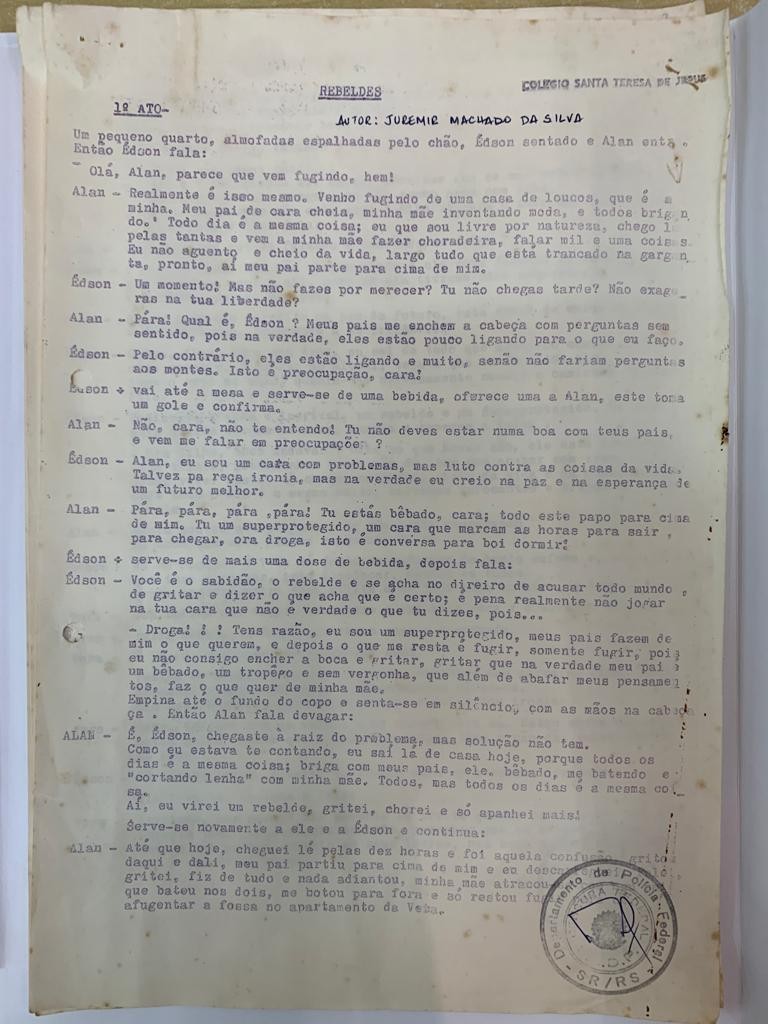 COLEGIO SANTA TERESA DE JESUS
REBELDES
1º ATO-
AUTOR: JUREMIR MACHADO DA SILVA
Um pequeno quarto, almofadas espalhadas pelo chão, Édson sentado e Alan enta .
Então Édson fala:
- Olá, Alan, parece que vem fugindo, hem!
Alan - Realmente é isso mesmo. Venho fugindo de uma casa de loucos, que é a
minha. Meu pai de cara cheia, minha mãe inventando moda, e todos brigan
do.' Todo dia é a mesma coisa; eu que sou livre por natureza, chego l
pelas tantas e vem a minha mãe fazer choradeira, falar mil e uma coisas
Eu não aguento e cheio da vida, largo tudo que está trancado na gargan
ta, pronto, aí meu pai parte para cima de mim.
Édson - Um momento! Mas não fazes por merecer? Tu não chegas tarde? Não exage
ras na tua liberdade?
Alan - Pára! Qual é, Édson ? Meus pais me enchem a cabeça com perguntas sem
sentido, pois na verdade, eles estão pouco ligando para o que eu faço.
Édson - Pelo contrário, eles estão ligando e muito, senão não fariam perguntas
aos montes. Isto é preocupação, cara!
Édson + vai até a mesa e serve-se de uma bebida, oferece uma a Alan, este toma
um gole e confirma.
Alan - Não, cara, não te entendo! Tu não deves estar numa boa com teus pais,
e vem me falar em preocupações ?
Édson - Alan, eu sou um cara com problemas, mas luto contra as coisas da vida.
Talvez pa reça ironia, mas na verdade eu creio na paz e na esperança de
um futuro melhor.
Alan - Pára, pára, pára ,pára! Tu estás bêbado, cara; todo este papo para cima
de mim. Tu um superprotegido, um cara que marcam as horas para sair ,
para chegar, ora droga, isto é conversa para boi dormir!
Édson + serve-se de mais uma dose de bebida, depois fala:
Édson - Você é o sabidão, o rebelde e se acha no direiro de acusar todo mundo ,
de gritar e dizer o que acha que é certo; é pena realmente não jogar
na tua cara que não é verdade o que tu dizes, pois...
- Droga! ! ! Tens razão, eu sou um superprotegido, meus pais fazem de
mim o que querem, e depois o que me resta é fugir, somente fugir, pois
eu não consigo encher a boca e gritar, gritar que na verdade meu pai é
um bêbado, um tropêgo e sem vergonha, que além de abafar meus pensamen
tos, faz o que quer de minha mãe.
Empina até o fundo do copo e senta-se em silêncio, com as mãos na cabeça
ça . Então Alan fala devagar:
ALAN - É, Édson, chegaste à raiz do problema, mas solução não tem.
Como eu estava te contando, eu saí lá de casa hoje, porque todos os
dias é a mesma coisa; briga com meus pais, ele. bêbado, me batendo e
"cortando lenha" com minha mãe. Todos, mas todos os dias é a mesma coi
sa.
Aí, eu virei um rebelde, gritei, chorei e só apanhei mais!
Serve-se novamente a ele e a Édson e continua:
Alan - Até que hoje, cheguei lé pelas dez horas e foi aquela confusão, gritos
daqui e dali, meu pai partiu para cima de mim e eu
gritei, fiz de tudo e nada adiantou, minha mãe atracou-
que bateu nos dois, me botou para fora e só restou
afugentar a fossa no apartamento da Vera.
Departamento de Polícia Federal
SR/RS